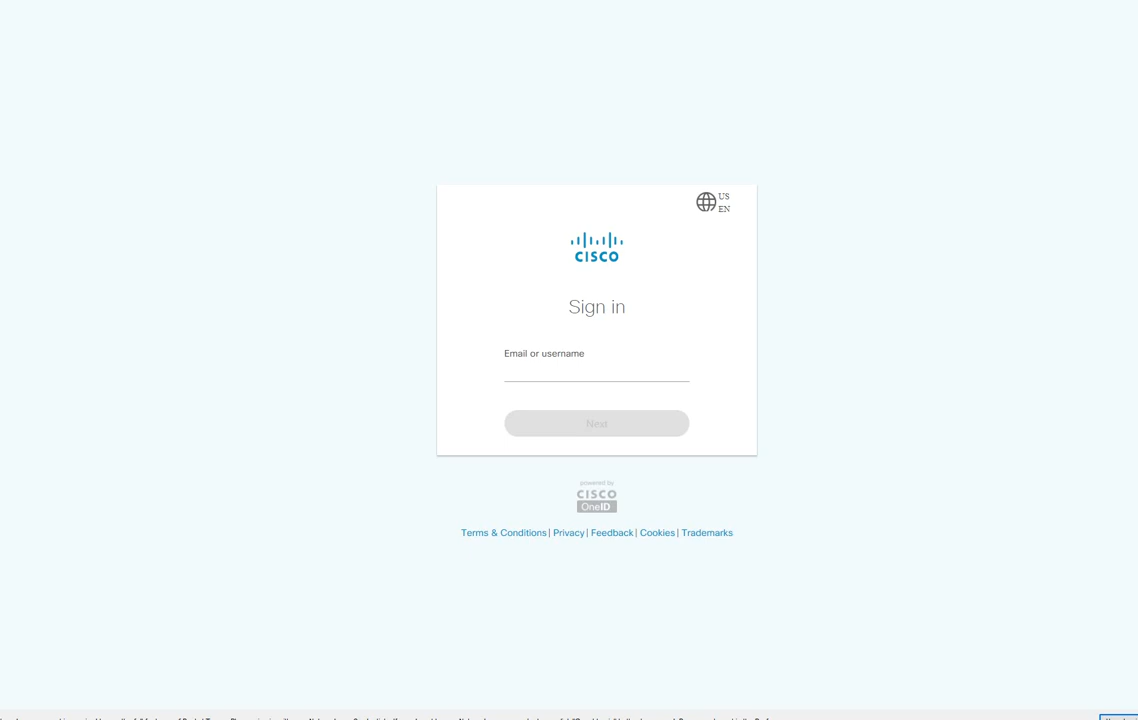 US
EN
CISCO
Sign in
Email or username
Next
powered by
CISCO
OneID
Terms & Conditions| Privacy| Feedback| Cookies| Trademarks